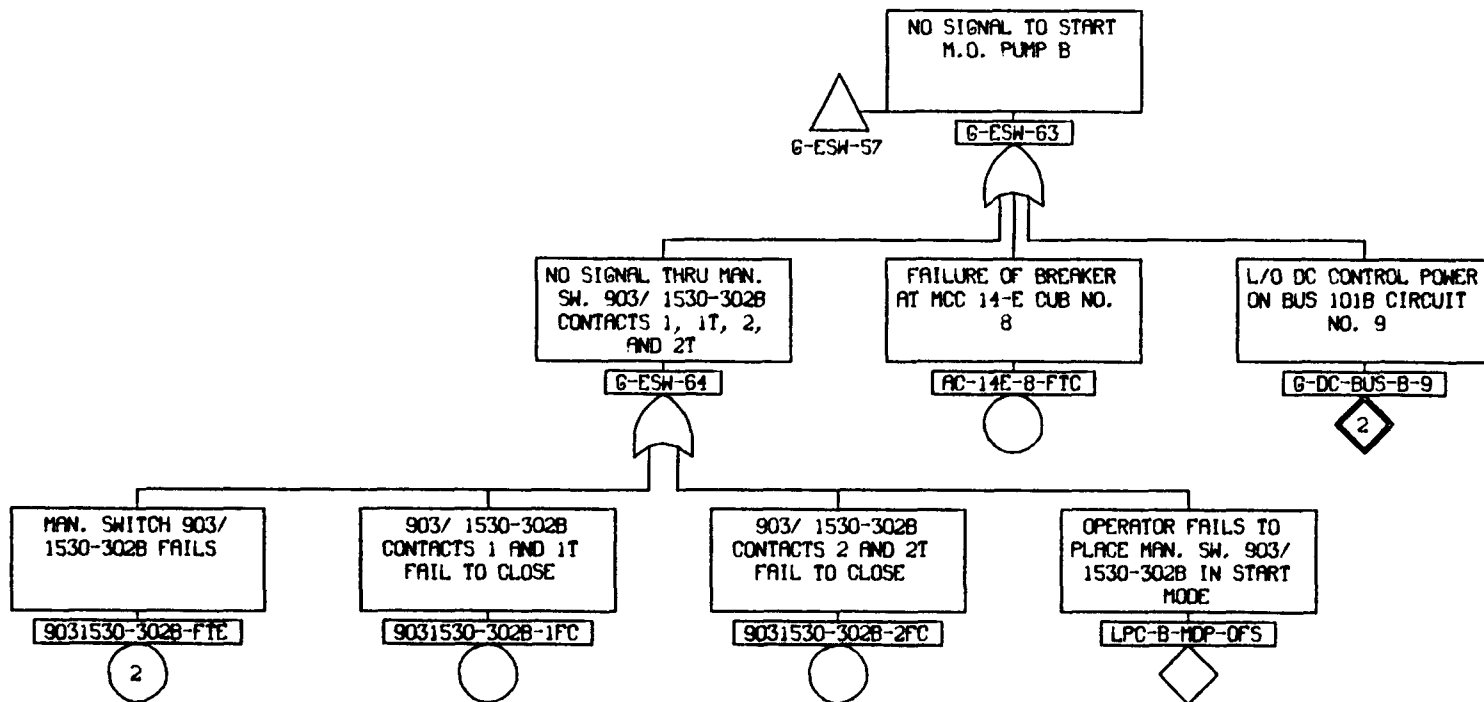 NO SIGNAL TO START
M.O. PUMP B
G-ESW-57
G-ESW-63
NO SIGNAL THRU MAN.
SW. 903/ 1530-302B
CONTACTS 1, 1T, 2,
AND 2T
G-ESW-64
FAILURE OF BREAKER
AT MCC 14-E CUB NO.
8
AC-14E-8-FTC
L/O DC CONTROL POWER
ON BUS 101B CIRCUIT
NO. 9
G-DC-BUS-B-9
2
MAN. SWITCH 903/
1530-302B FAILS
9031530-302B-FTE
2
903/ 1530-302B
CONTACTS 1 AND 1T
FAIL TO CLOSE
9031530-302B-1FC
903/ 1530-302B
CONTACTS 2 AND 2T
FAIL TO CLOSE
9031530-302B-2FC
OPERATOR FAILS TO
PLACE MAN. SW. 903/
1530-302B IN START
MODE
LPC-B-MDP-OFS